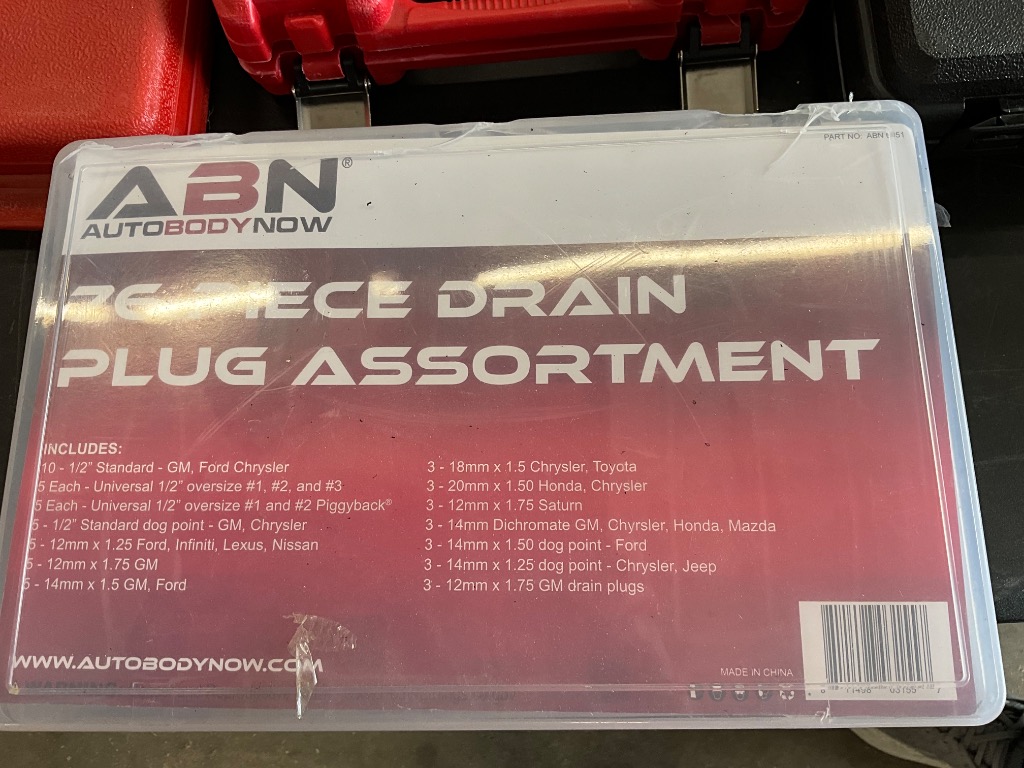 ABN®
AUTOBODYNOW
PART NO:
76 PIECE DRAIN
PLUG ASSORTMENT
INCLUDES:
10 - 1/2" Standard - GM, Ford Chrysler
5 Each - Universal 1/2" oversize #1, #2, and #3
5 Each - Universal 1/2" oversize #1 and #2 Piggyback®
5 - 1/2" Standard dog point - GM, Chrysler
5 - 12mm x 1.25 Ford, Infiniti, Lexus, Nissan
5 - 12mm x 1.75 GM
5 - 14mm x 1.5 GM, Ford
3 - 18mm x 1.5 Chrysler, Toyota
3 - 20mm x 1.50 Honda, Chrysler
3 - 12mm x 1.75 Saturn
3 - 14mm Dichromate GM, Chyrsler, Honda, Mazda
3 - 14mm x 1.50 dog point - Ford
3 - 14mm x 1.25 dog point - Chrysler, Jeep
3 - 12mm x 1.75 GM drain plugs
WWW.AUTOBODYNOW.COM
MADE IN CHINA